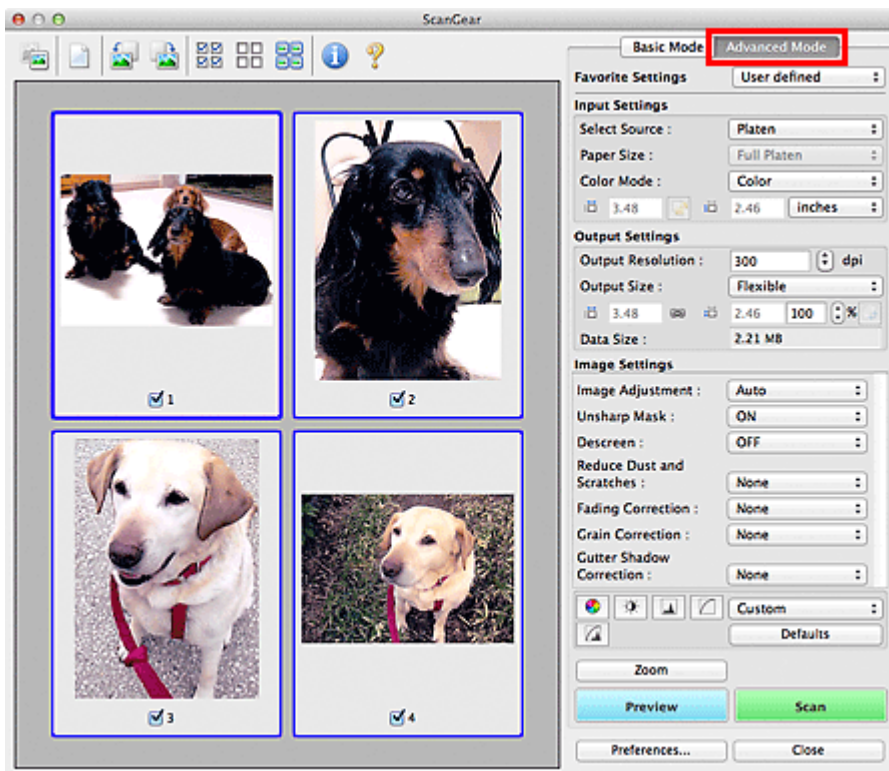 ScanGear
Basic Mode Advanced Mode
Favorite Settings User defined
Input Settings
Select Source : Platen
Paper Size : Full Platen
Color Mode : Color
3.48 2.46 inches
Output Settings
Output Resolution : 300 dpi
Output Size : Flexible
3.48 2.46 100 %
Data Size : 2.21 MB
Image Settings
Image Adjustment : Auto
Unsharp Mask : ON
Descreen : OFF
Reduce Dust and
Scratches : None
Fading Correction : None
Grain Correction : None
Gutter Shadow
Correction : None
Custom
Defaults
Zoom
Preview Scan
Preferences... Close
1
2
3
4